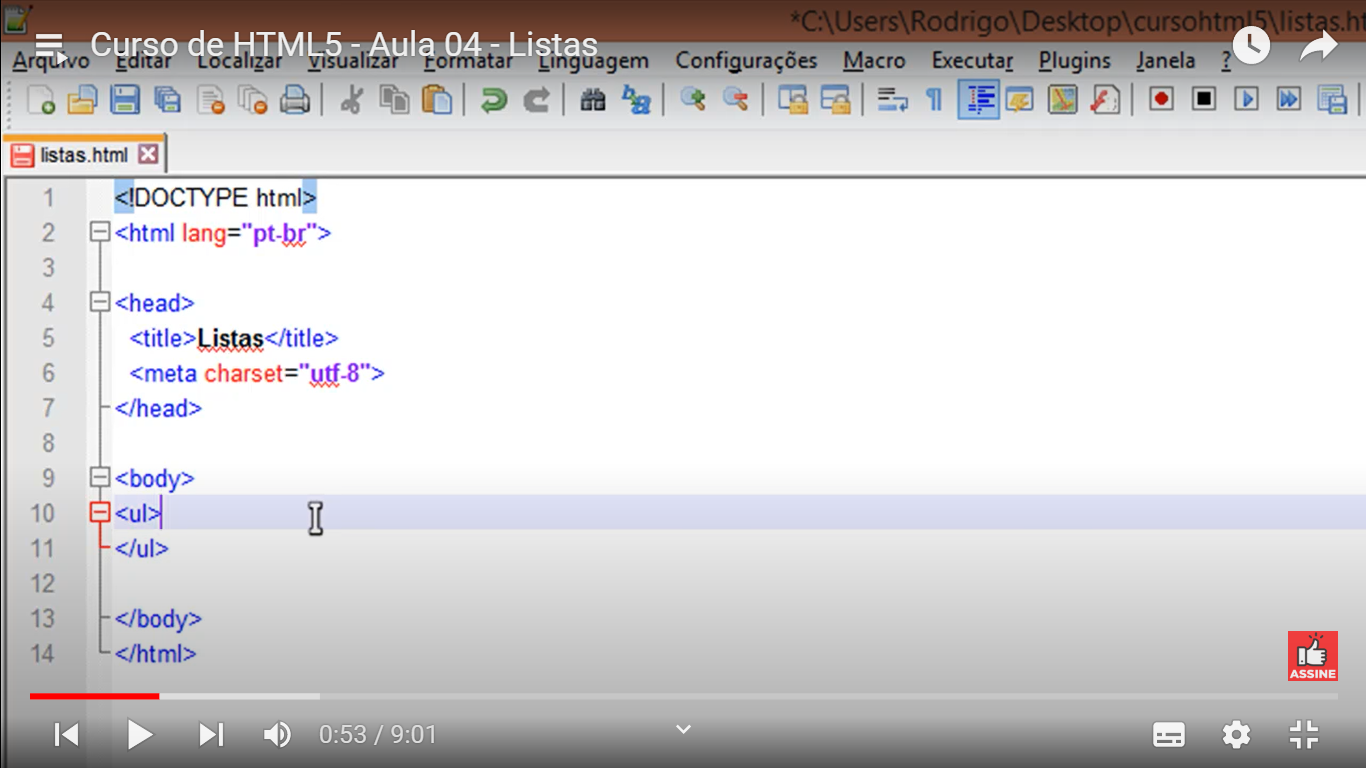 *C:\Users\Rodrigo\Desktop\cursohtml5\listas.ht
Curso de HTML5 - Aula 04 - Listas
Arquivo Editar Localizar Visualizar Formatar Linguagem Configurações Macro Executar Plugins Janela ?
listas.html
1 <!DOCTYPE html>
2 <html lang="pt-br">
3
4 <head>
5 <title>Listas</title>
6 <meta charset="utf-8">
7 </head>
8
9 <body>
10 <ul>
11 </ul>
12
13 </body>
14 </html>
ASSINE
0:53 / 9:01